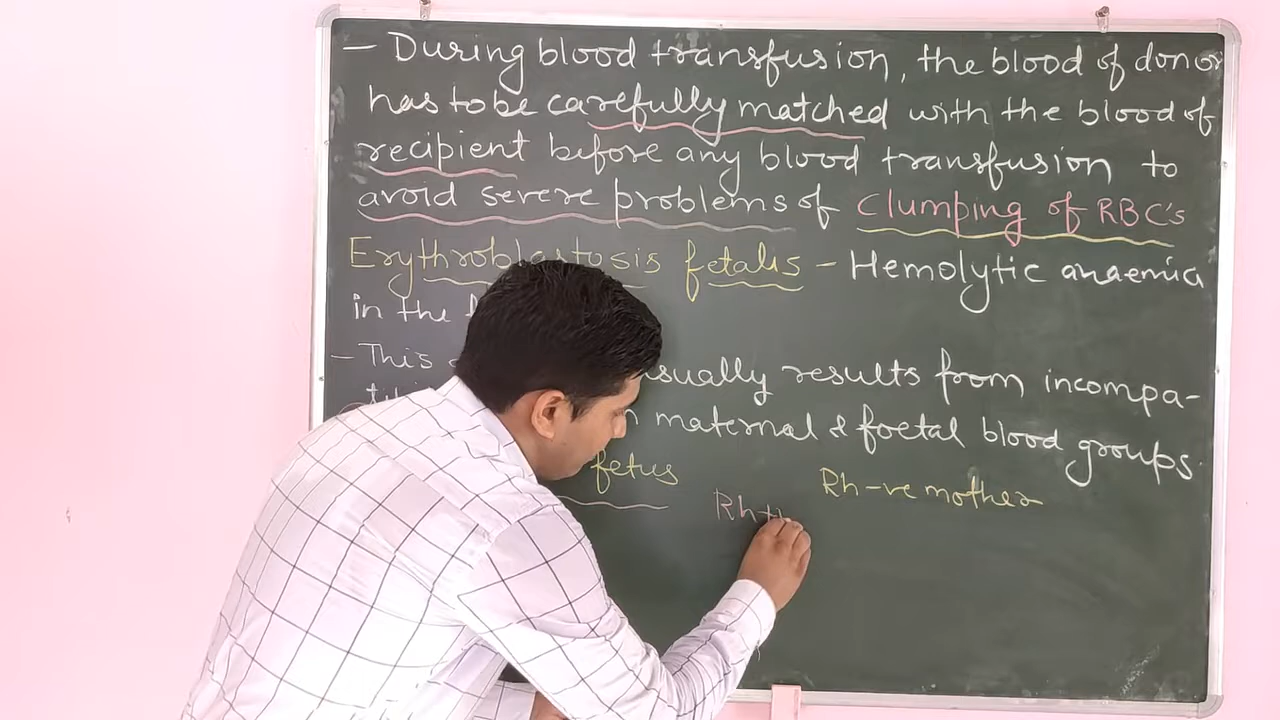 - During blood transfusion, the blood of donor
has to be carefully matched with the blood of
recipient before any blood transfusion to
avoid severe problems of Clumping of RBC's
Erythroblastosis fetalis - Hemolytic anaemia
in the
- This usually results from incompa-
maternal & foetal blood groups.
fetus Rh-ve mother
Rh+